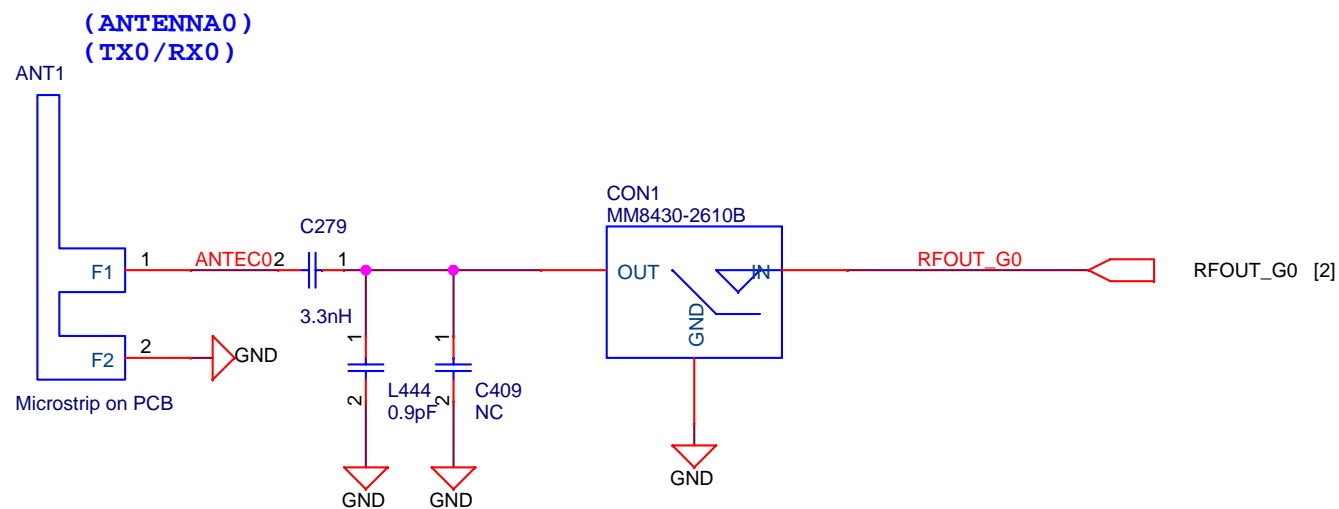 (ANTENNA0)
(TX0/RX0)
ANT1
CON1
MM8430-2610B
C279
F1
1
ANTEC0
2
1
OUT
IN
GND
RFOUT_G0
RFOUT_G0 [2]
3.3nH
F2
2
GND
1
1
2
2
L444
0.9pF
C409
NC
Microstrip on PCB
GND
GND
GND